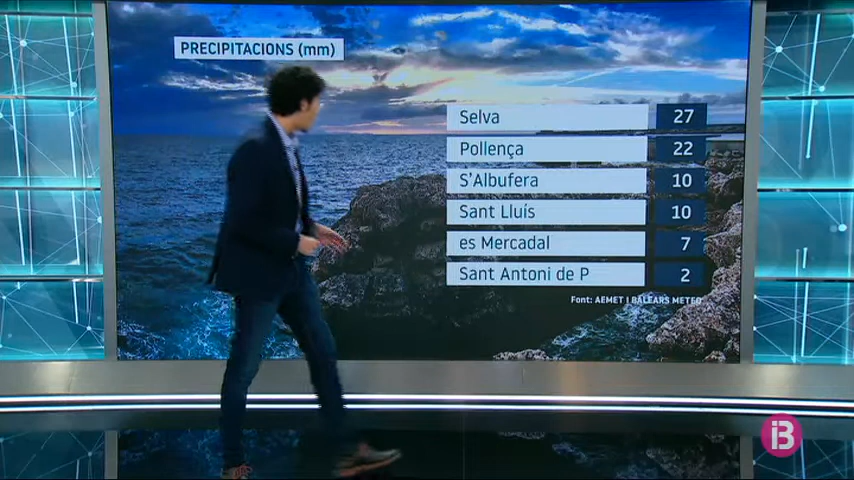 PRECIPITACIONS (mm)
Selva 27
Pollença 22
S'Albufera 10
Sant Lluís 10
es Mercadal 7
Sant Antoni de P 2
Font: AEMET I BALEARS METEO
IB